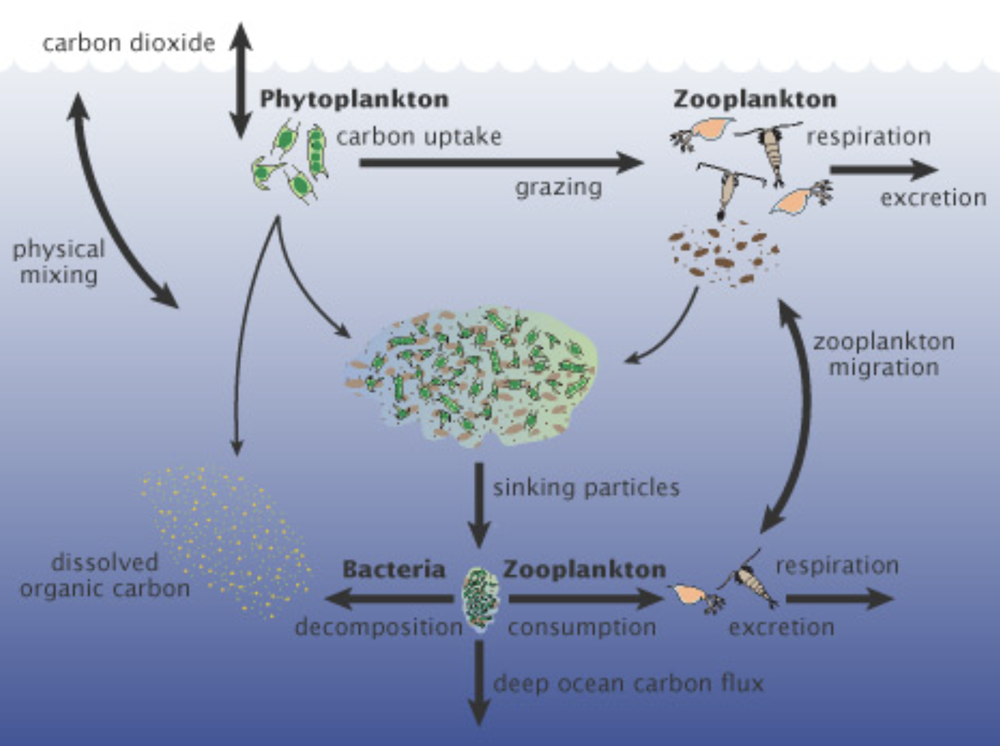 carbon dioxide
Phytoplankton
carbon uptake
grazing
Zooplankton
respiration
excretion
physical
mixing
zooplankton
migration
sinking particles
dissolved
organic carbon
Bacteria
decomposition
Zooplankton
consumption
respiration
excretion
deep ocean carbon flux